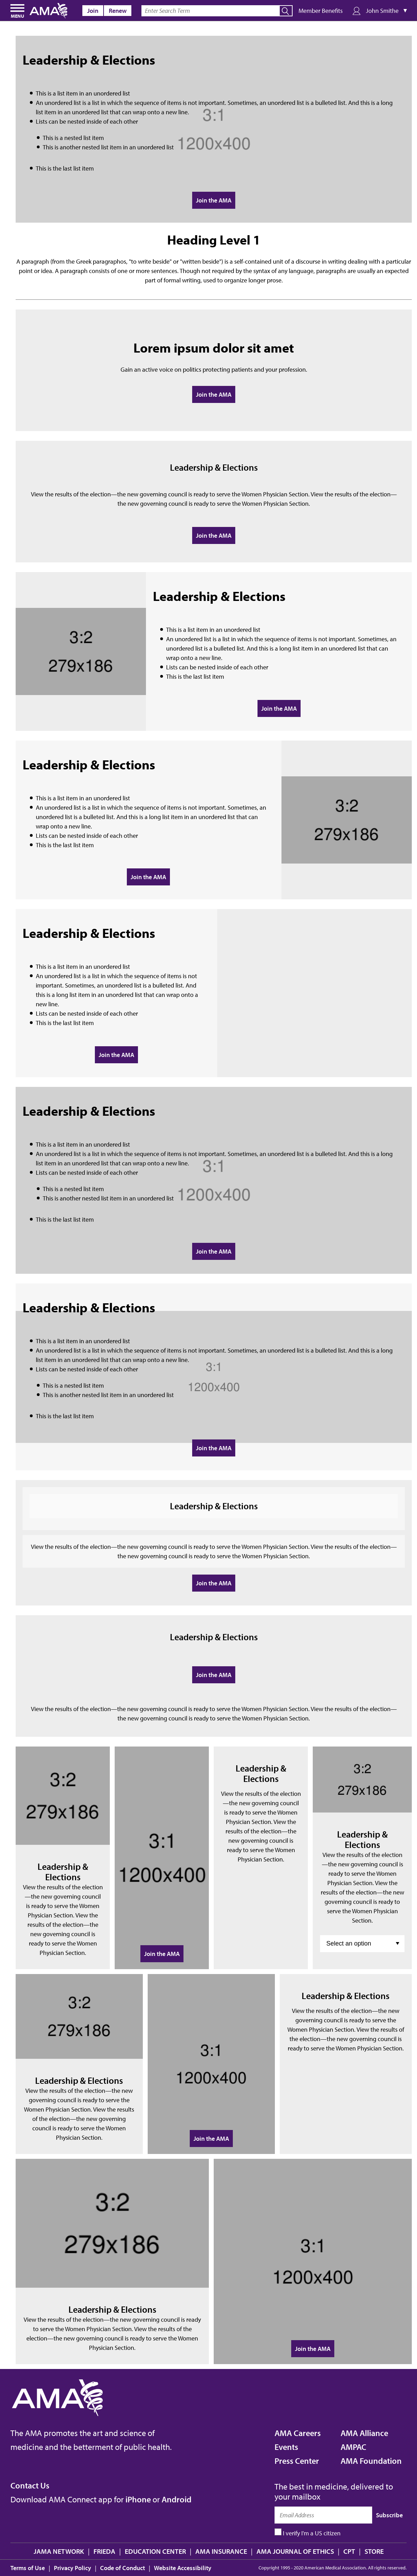 MENU AMA Join Renew Enter Search Term Member Benefits John Smithe ▼
Leadership & Elections
This is a list item in an unordered list
An unordered list is a list in which the sequence of items is not important. Sometimes, an unordered list is a bulleted list. And this is a long
list item in an unordered list that can wrap onto a new line.
Lists can be nested inside of each other
This is a nested list item
This is another nested list item in an unordered list
This is the last list item
3:1
1200x400
Join the AMA
Heading Level 1
A paragraph (from the Greek paragraphos, "to write beside" or "written beside") is a self-contained unit of a discourse in writing dealing with a particular
point or idea. A paragraph consists of one or more sentences. Though not required by the syntax of any language, paragraphs are usually an expected
part of formal writing, used to organize longer prose.
Lorem ipsum dolor sit amet
Gain an active voice on politics protecting patients and your profession.
Join the AMA
Leadership & Elections
View the results of the election—the new governing council is ready to serve the Women Physician Section. View the results of the election—
the new governing council is ready to serve the Women Physician Section.
Join the AMA
3:2
279x186
Leadership & Elections
This is a list item in an unordered list
An unordered list is a list in which the sequence of items is not important. Sometimes, an
unordered list is a bulleted list. And this is a long list item in an unordered list that can
wrap onto a new line.
Lists can be nested inside of each other
This is the last list item
Join the AMA
Leadership & Elections
This is a list item in an unordered list
An unordered list is a list in which the sequence of items is not important. Sometimes, an
unordered list is a bulleted list. And this is a long list item in an unordered list that can
wrap onto a new line.
Lists can be nested inside of each other
This is the last list item
Join the AMA
3:2
279x186
Leadership & Elections
This is a list item in an unordered list
An unordered list is a list in which the sequence of items is not
important. Sometimes, an unordered list is a bulleted list. And
this is a long list item in an unordered list that can wrap onto a
new line.
Lists can be nested inside of each other
This is the last list item
Join the AMA
Leadership & Elections
This is a list item in an unordered list
An unordered list is a list in which the sequence of items is not important. Sometimes, an unordered list is a bulleted list. And this is a long
list item in an unordered list that can wrap onto a new line.
Lists can be nested inside of each other
This is a nested list item
This is another nested list item in an unordered list
This is the last list item
3:1
1200x400
Join the AMA
Leadership & Elections
This is a list item in an unordered list
An unordered list is a list in which the sequence of items is not important. Sometimes, an unordered list is a bulleted list. And this is a long
list item in an unordered list that can wrap onto a new line.
Lists can be nested inside of each other
This is a nested list item
This is another nested list item in an unordered list
This is the last list item
3:1
1200x400
Join the AMA
Leadership & Elections
View the results of the election—the new governing council is ready to serve the Women Physician Section. View the results of the election—
the new governing council is ready to serve the Women Physician Section.
Join the AMA
Leadership & Elections
Join the AMA
View the results of the election—the new governing council is ready to serve the Women Physician Section. View the results of the election—
the new governing council is ready to serve the Women Physician Section.
3:2
279x186
Leadership &
Elections
View the results of the election
—the new governing council
is ready to serve the Women
Physician Section. View the
results of the election—the
new governing council is
ready to serve the Women
Physician Section.
3:1
1200x400
Join the AMA
Leadership &
Elections
View the results of the election
—the new governing council
is ready to serve the Women
Physician Section. View the
results of the election—the
new governing council is
ready to serve the Women
Physician Section.
3:2
279x186
Leadership &
Elections
View the results of the election
—the new governing council is
ready to serve the Women
Physician Section. View the
results of the election—the new
governing council is ready to
serve the Women Physician
Section.
Select an option ▼
3:2
279x186
Leadership & Elections
View the results of the election—the new
governing council is ready to serve the
Women Physician Section. View the results
of the election—the new governing
council is ready to serve the Women
Physician Section.
3:1
1200x400
Join the AMA
Leadership & Elections
View the results of the election—the new
governing council is ready to serve the
Women Physician Section. View the results of
the election—the new governing council is
ready to serve the Women Physician Section.
3:2
279x186
Leadership & Elections
View the results of the election—the new governing council is ready
to serve the Women Physician Section. View the results of the
election—the new governing council is ready to serve the Women
Physician Section.
3:1
1200x400
Join the AMA
AMA
The AMA promotes the art and science of
medicine and the betterment of public health.
AMA Careers AMA Alliance
Events AMPAC
Press Center AMA Foundation
Contact Us
Download AMA Connect app for iPhone or Android
The best in medicine, delivered to
your mailbox
Email Address Subscribe
I verify I'm a US citizen
JAMA NETWORK | FRIEDA | EDUCATION CENTER | AMA INSURANCE | AMA JOURNAL OF ETHICS | CPT | STORE
Terms of Use | Privacy Policy | Code of Conduct | Website Accessibility Copyright 1995 - 2020 American Medical Association. All rights reserved.